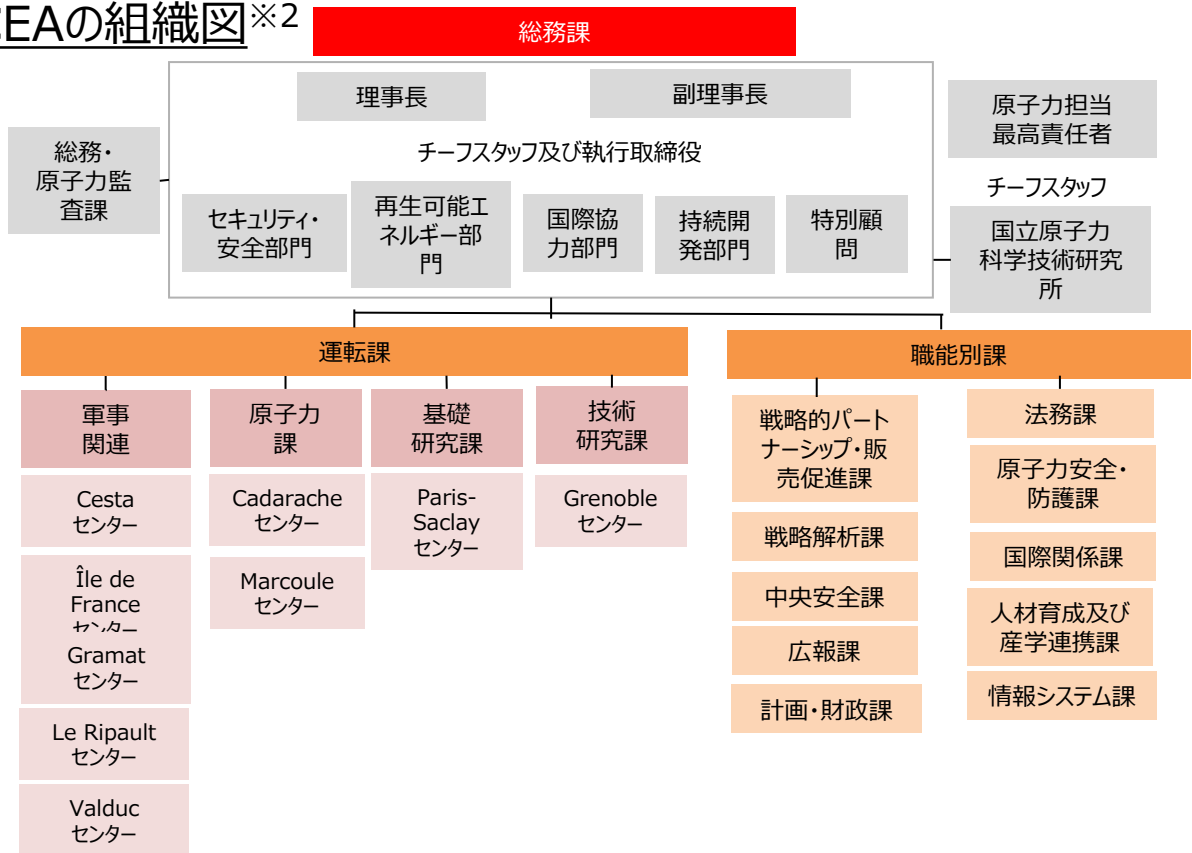 EAの組織図※2
総務課
理事長
副理事長
チーフスタッフ及び執行取締役
総務・
原子力監
査課
セキュリティ・
安全部門
再生可能エ
ネルギー部
門
国際協
力部門
持続開
発部門
特別顧
問
原子力担当
最高責任者
チーフスタッフ
国立原子力
科学技術研究
所
運転課
職能別課
軍事
関連
Cesta
センター
Île de
France
センター
Gramat
センター
Le Ripault
センター
Valduc
センター
原子力
課
Cadarache
センター
Marcoule
センター
基礎
研究課
Paris-
Saclay
センター
技術
研究課
Grenoble
センター
戦略的パート
ナーシップ・販
売促進課
戦略解析課
中央安全課
広報課
計画・財政課
法務課
原子力安全・
防護課
国際関係課
人材育成及び
産学連携課
情報システム課